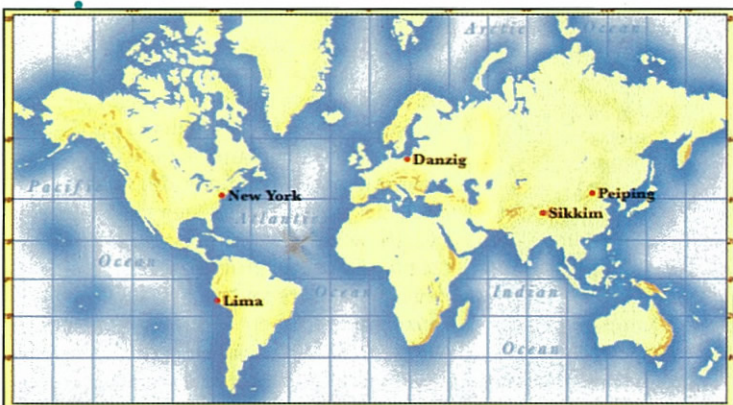 Arctic Ocean
Danzig
Pacific
New York
Peiping
Sikkim
Atlantic
Ocean
Lima
Ocean
Indian
Ocean